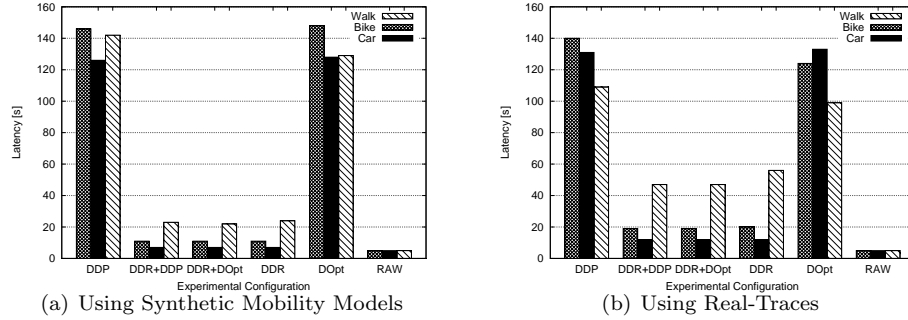 160
140
120
100
80
60
40
20
0
Latency [s]
Walk
Bike
Car
DDP DDR+DDP DDR+DOpt DDR DOpt RAW
Experimental Configuration
(a) Using Synthetic Mobility Models
160
140
120
100
80
60
40
20
0
Latency [s]
Walk
Bike
Car
DDP DDR+DDP DDR+DOpt DDR DOpt RAW
Experimental Configuration
(b) Using Real-Traces